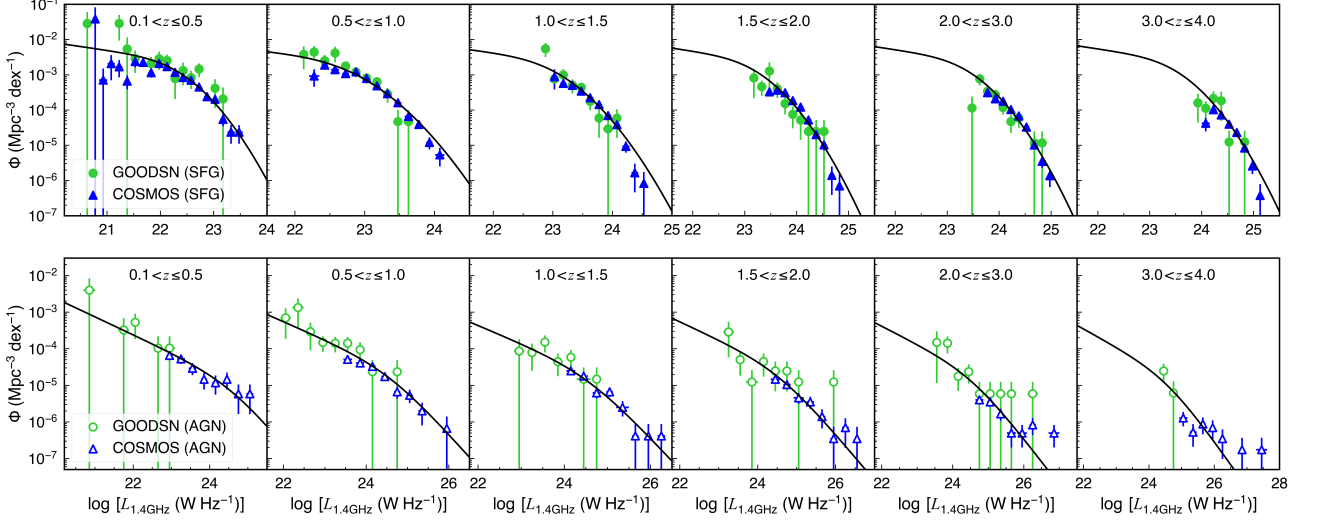 0.1<z≤0.5 0.5<z≤1.0 1.0<z≤1.5 1.5<z≤2.0 2.0<z≤3.0 3.0<z≤4.0
Φ (Mpc⁻³ dex⁻¹)
10⁻¹
10⁻²
10⁻³
10⁻⁴
10⁻⁵
10⁻⁶
10⁻⁷
GOODSN (SFG)
COSMOS (SFG)
21 22 23 24 22 23 24 22 23 24 25 22 23 24 25 22 23 24 25 22 23 24 25
0.1<z≤0.5 0.5<z≤1.0 1.0<z≤1.5 1.5<z≤2.0 2.0<z≤3.0 3.0<z≤4.0
Φ (Mpc⁻³ dex⁻¹)
10⁻²
10⁻³
10⁻⁴
10⁻⁵
10⁻⁶
10⁻⁷
GOODSN (AGN)
COSMOS (AGN)
22 24 22 24 26 22 24 26 22 24 26 22 24 26 22 24 26 28
log [L1.4GHz (W Hz⁻¹)] log [L1.4GHz (W Hz⁻¹)] log [L1.4GHz (W Hz⁻¹)] log [L1.4GHz (W Hz⁻¹)] log [L1.4GHz (W Hz⁻¹)] log [L1.4GHz (W Hz⁻¹)]